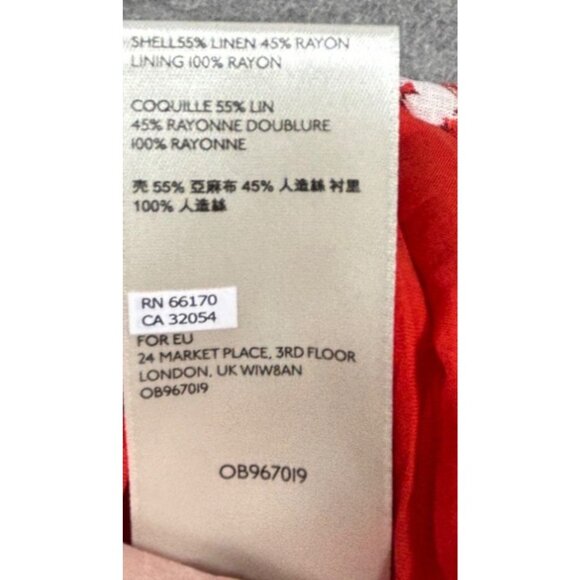 SHELL55% LINEN 45% RAYON
LINING 100% RAYON
COQUILLE 55% LIN
45% RAYONNE DOUBLURE
100% RAYONNE
壳 55% 亞麻布 45% 人造絲 衬里
100% 人造絲
RN 66170
CA 32054
FOR EU
24 MARKET PLACE, 3RD FLOOR
LONDON, UK W1W8AN
OB967019
OB967019